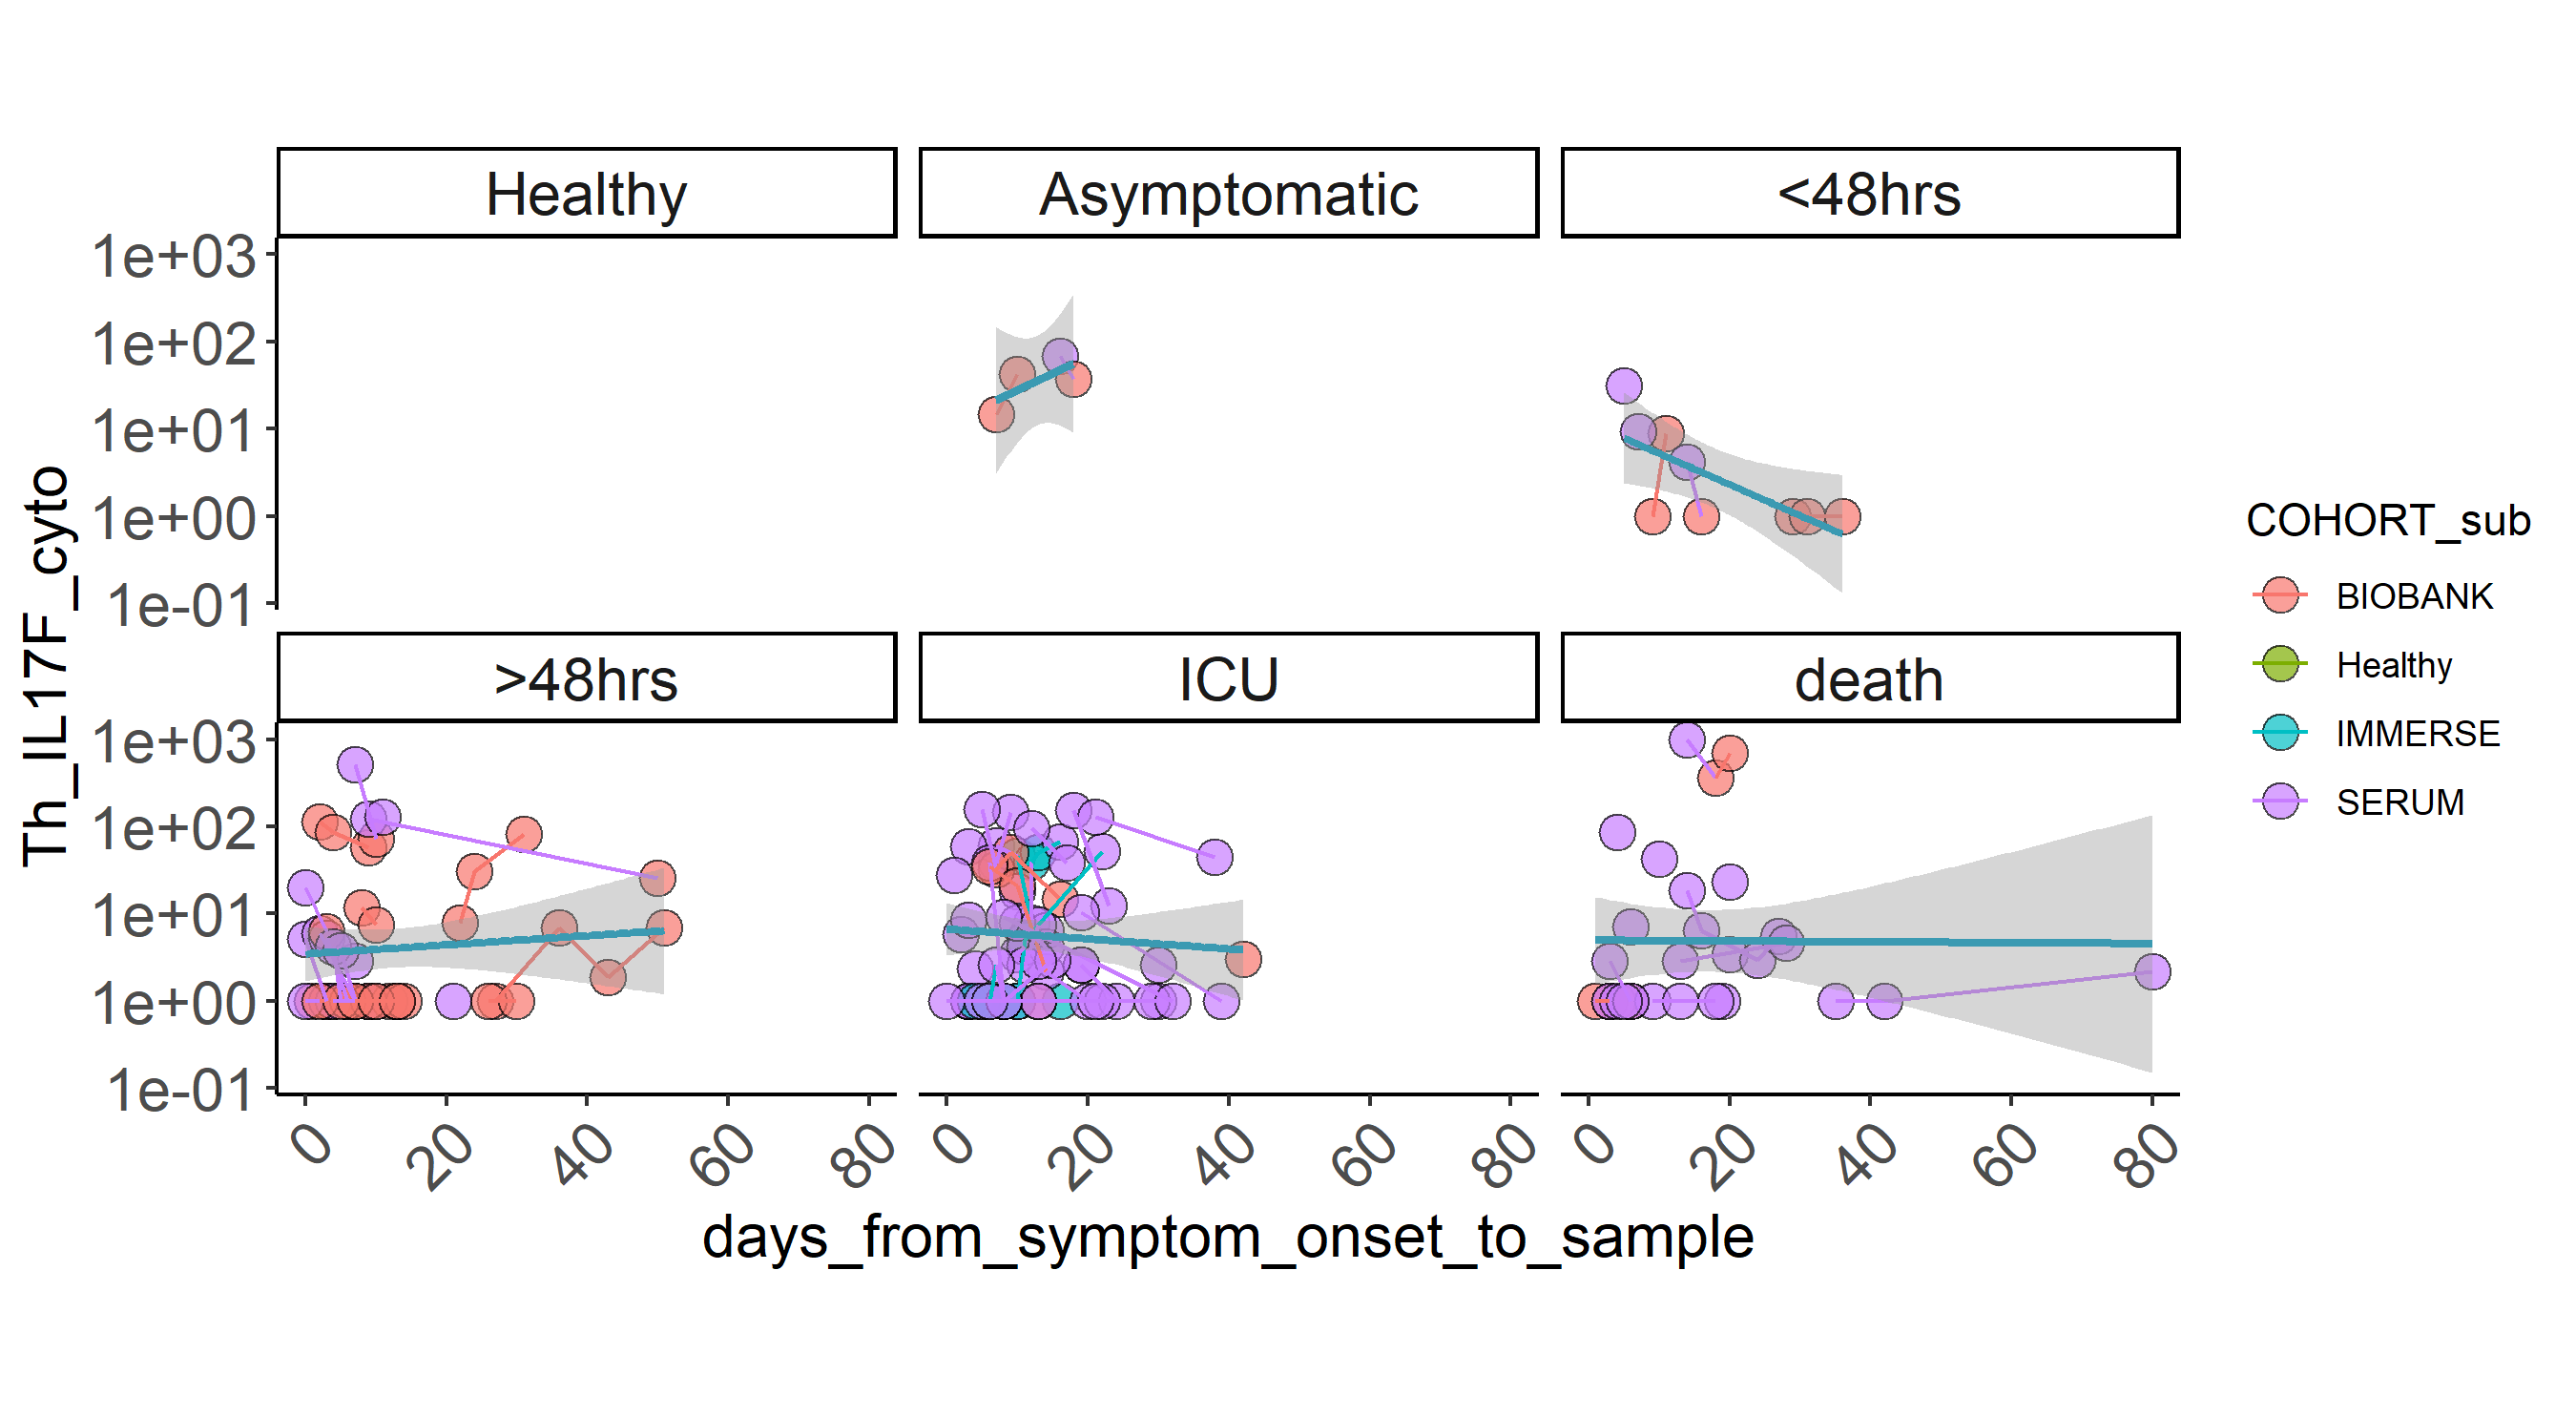 Healthy
Asymptomatic
<48hrs
1e+03
1e+02
1e+01
1e+00
1e-01
>48hrs
ICU
death
1e+03
1e+02
1e+01
1e+00
1e-01
0 20 40 60 80
0 20 40 60 80
0 20 40 60 80
days_from_symptom_onset_to_sample
Th_IL17F_cyto
COHORT_sub
BIOBANK
Healthy
IMMERSE
SERUM